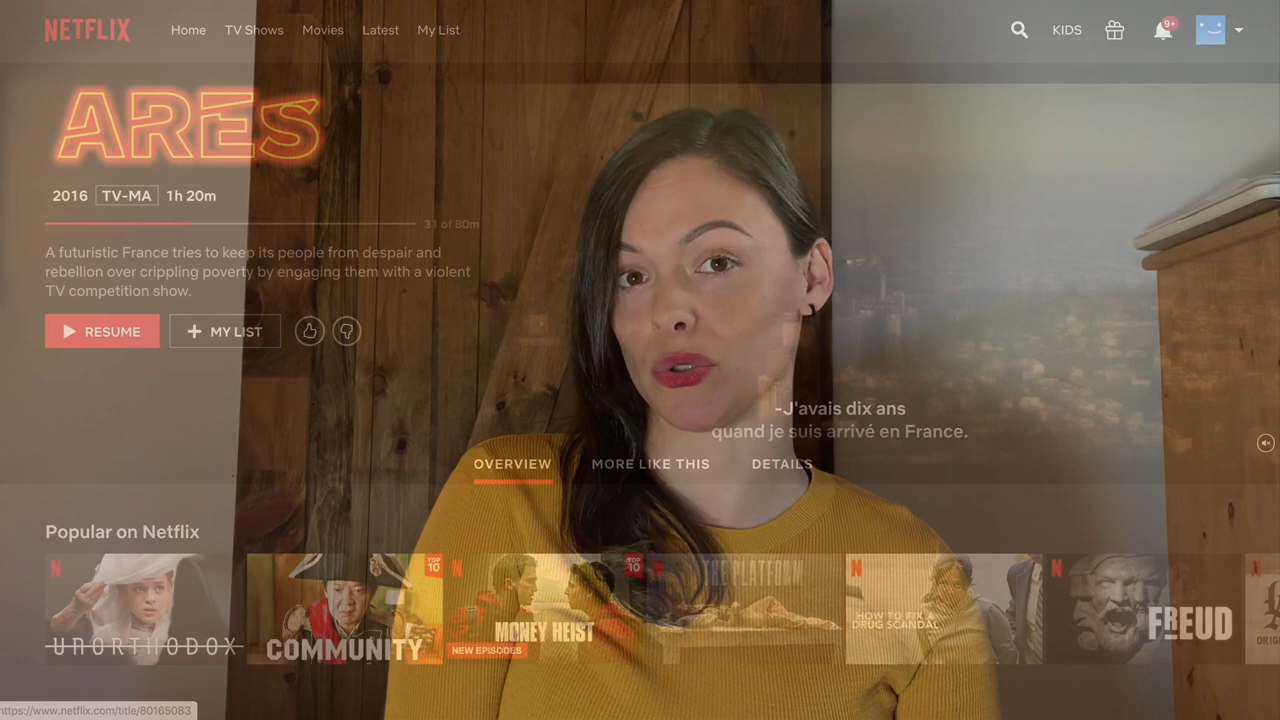 NETFLIX
Home TV Shows Movies Latest My List
KIDS
9+
ARES
2016 TV-MA 1h 20m
31 of 80m
A futuristic France tries to keep its people from despair and
rebellion over crippling poverty by engaging them with a violent
TV competition show.
RESUME
MY LIST
-J'avais dix ans
quand je suis arrivé en France.
OVERVIEW MORE LIKE THIS DETAILS
Popular on Netflix
N
UNORTHODOX
TOP
10
COMMUNITY
N
TOP
10
MONEY HEIST
NEW EPISODES
N
THE PLATFORM
N
HOW TO FIX A
DRUG SCANDAL
N
FREUD
N
https://www.netflix.com/title/80165083